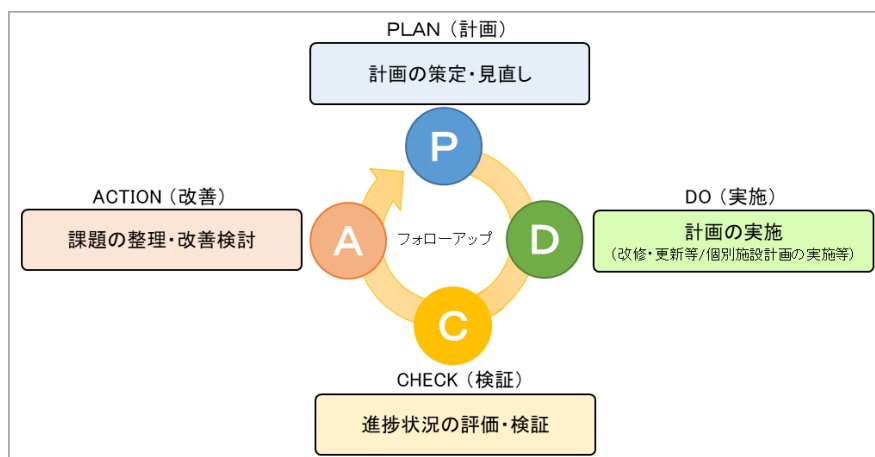 PLAN(計画)
計画の策定・見直し
P
ACTION(改善)
課題の整理・改善検討
A
フォローアップ
D
DO(実施)
計画の実施
(改修・更新等/個別施設計画の実施等)
C
CHECK(検証)
進捗状況の評価・検証